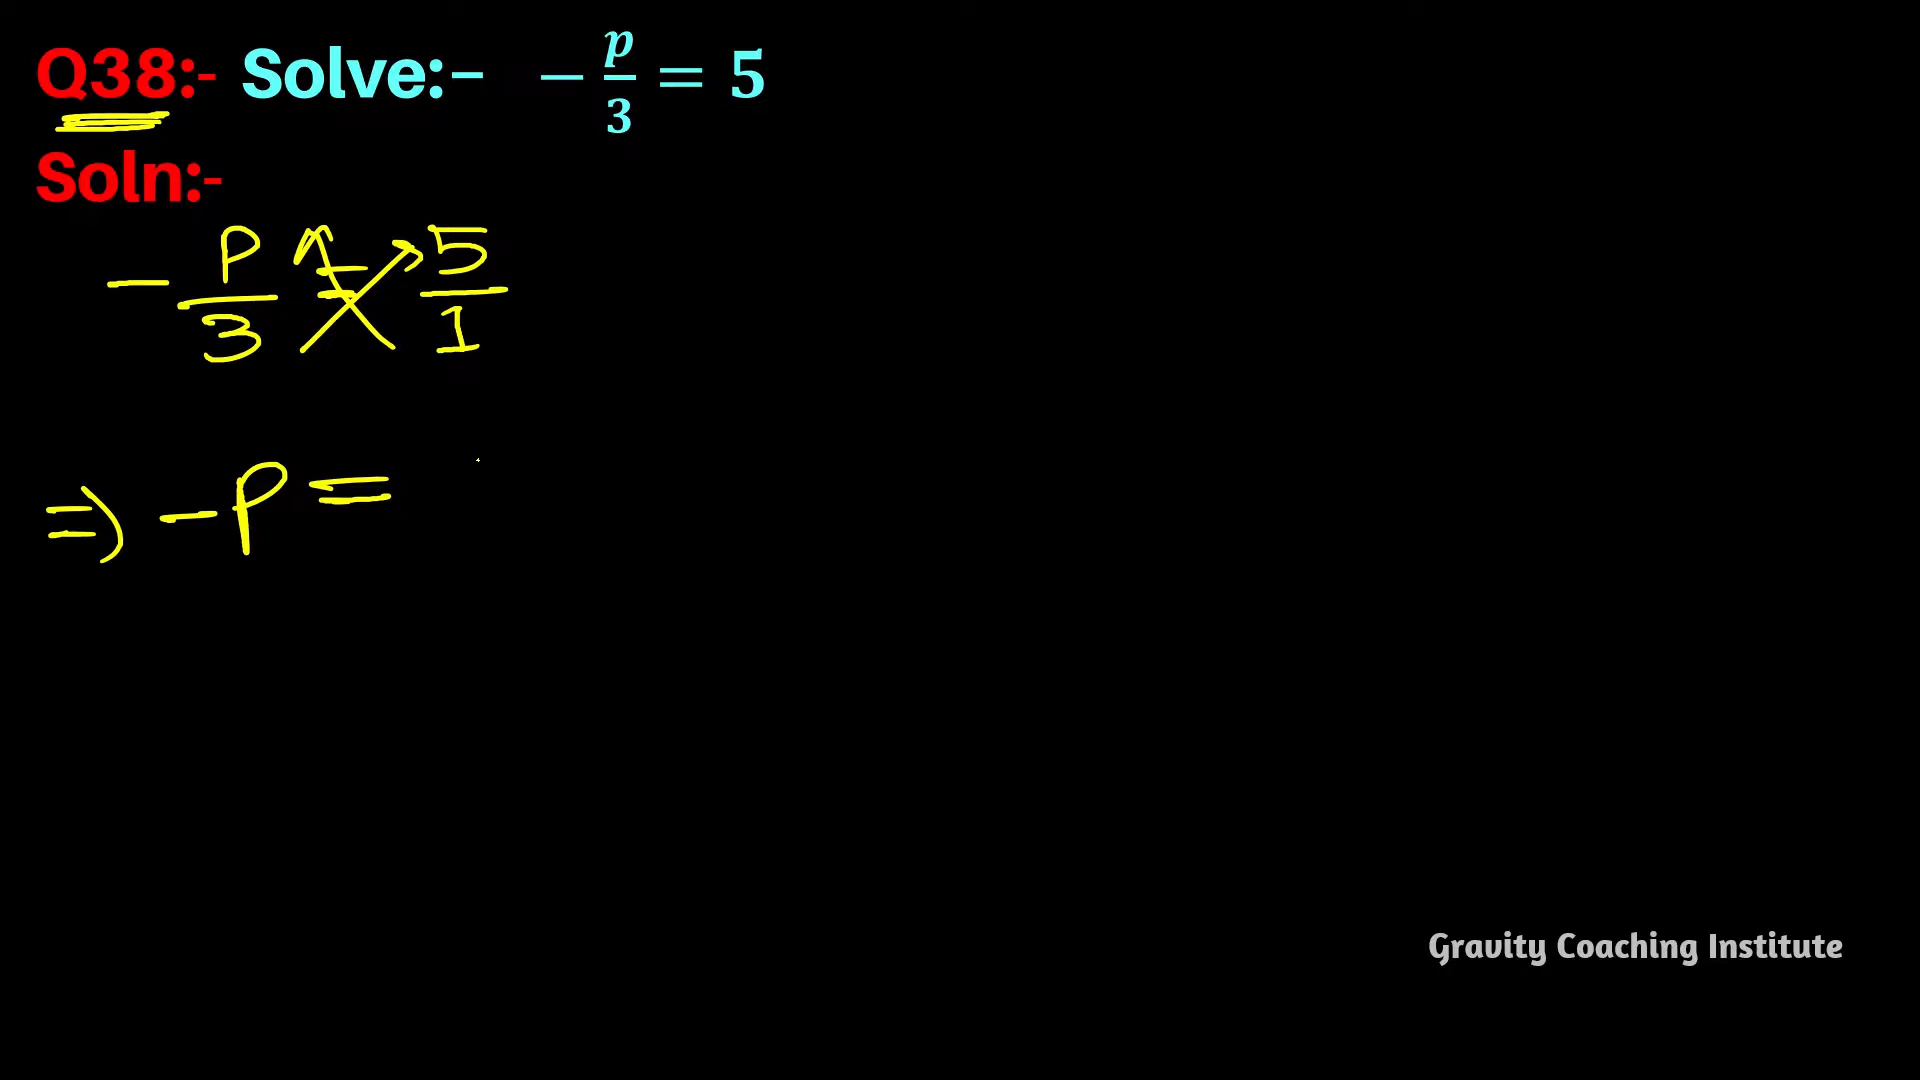 Q38:- Solve:- -p/3 = 5
Soln:-
- P/3 = 5/1
=) -P =
Gravity Coaching Institute